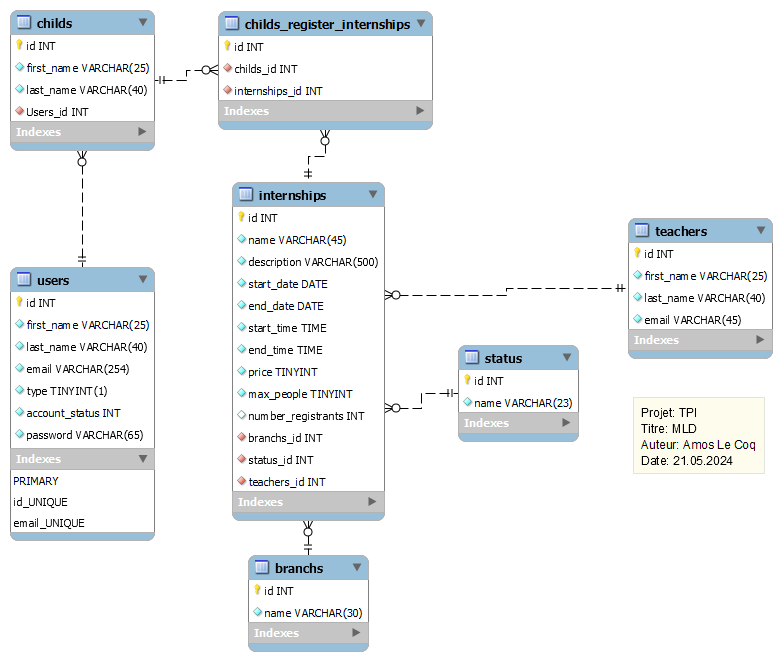 childs
id INT
first_name VARCHAR(25)
last_name VARCHAR(40)
Users_id INT
Indexes
childs_register_internships
id INT
childs_id INT
internships_id INT
Indexes
users
id INT
first_name VARCHAR(25)
last_name VARCHAR(40)
email VARCHAR(254)
type TINYINT(1)
account_status INT
password VARCHAR(65)
Indexes
PRIMARY
id_UNIQUE
email_UNIQUE
internships
id INT
name VARCHAR(45)
description VARCHAR(500)
start_date DATE
end_date DATE
start_time TIME
end_time TIME
price TINYINT
max_people TINYINT
number_registrants INT
branchs_id INT
status_id INT
teachers_id INT
Indexes
teachers
id INT
first_name VARCHAR(25)
last_name VARCHAR(40)
email VARCHAR(45)
Indexes
status
id INT
name VARCHAR(23)
Indexes
Projet: TPI
Titre: MLD
Auteur: Amos Le Coq
Date: 21.05.2024
branchs
id INT
name VARCHAR(30)
Indexes